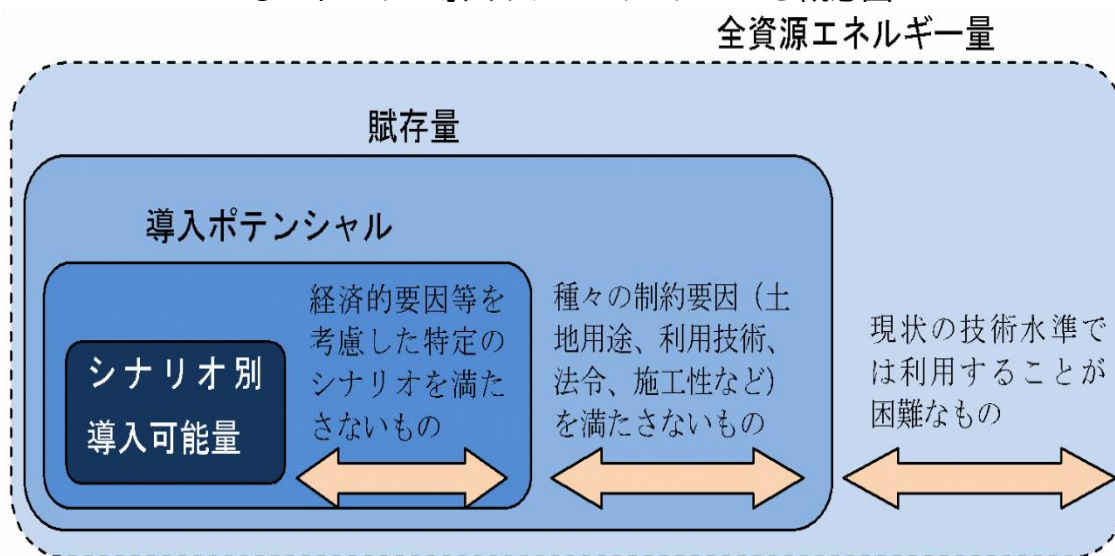 全資源エネルギー量
賦存量
導入ポテンシャル
シナリオ別
導入可能量
経済的要因等を
考慮した特定の
シナリオを満た
さないもの
種々の制約要因（土
地用途、利用技術、
法令、施工性など）
を満たさないもの
現状の技術水準で
は利用することが
困難なもの